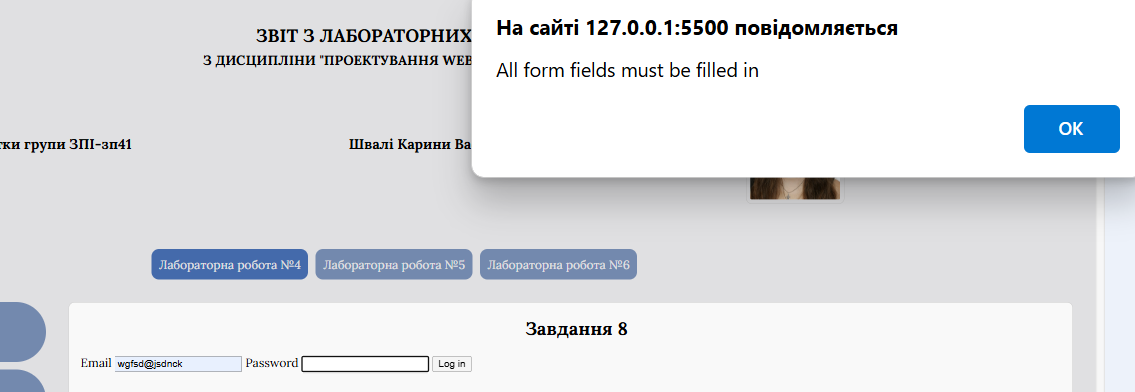 На сайті 127.0.0.1:5500 повідомляється
All form fields must be filled in
OK
ЗВІТ З ЛАБОРАТОРНИХ
З ДИСЦИПЛІНИ "ПРОЕКТУВАННЯ WEB
групи ЗПІ-зп41
Швалі Карини Ва
Лабораторна робота №4
Лабораторна робота №5
Лабораторна робота №6
Завдання 8
Email wgfsd@jsdnck Password Log in